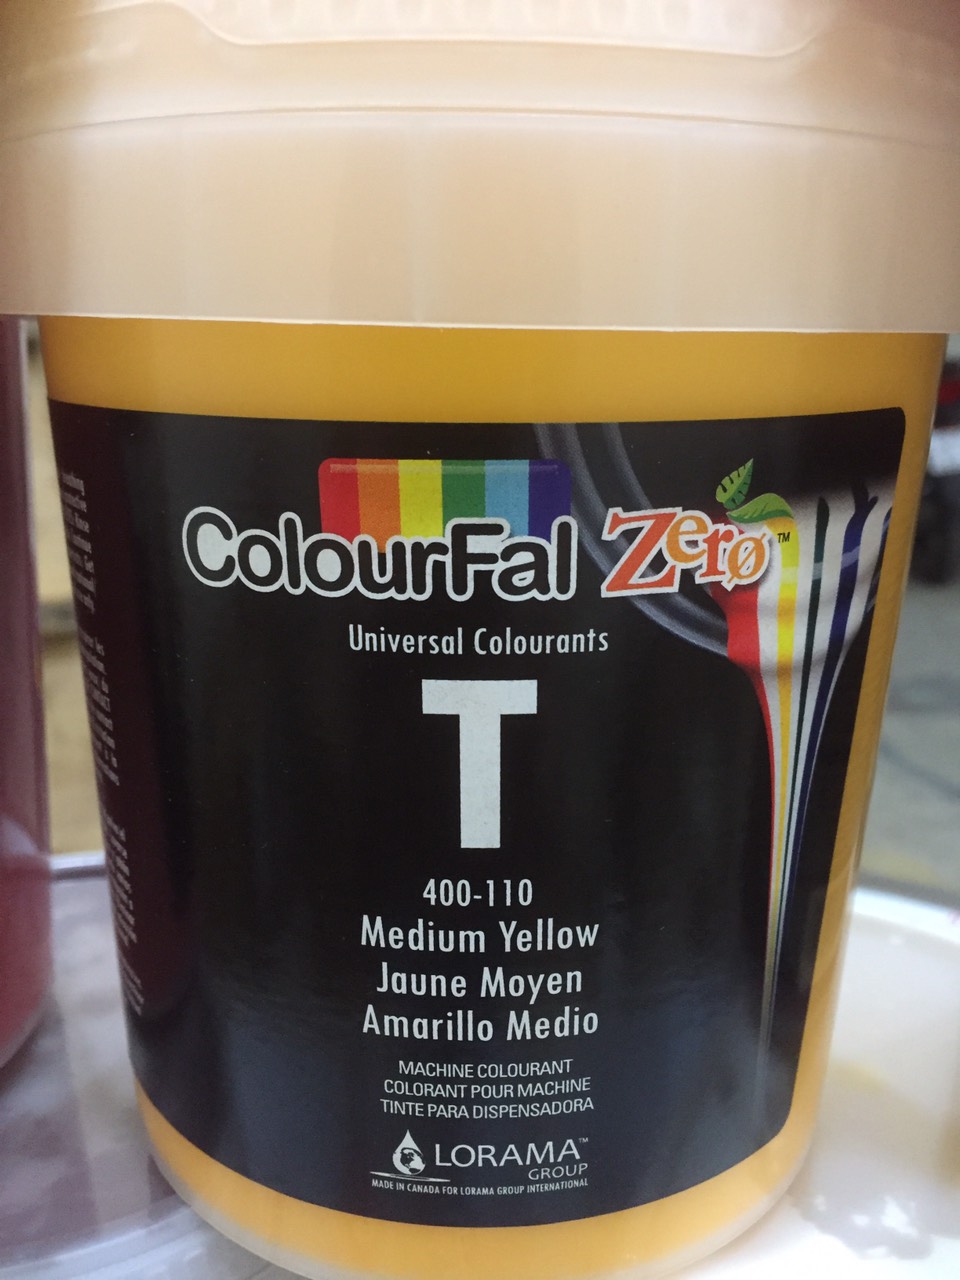 ColourFal Zerø™
Universal Colourants
T
400-110
Medium Yellow
Jaune Moyen
Amarillo Medio
MACHINE COLOURANT
COLORANT POUR MACHINE
TINTE PARA DISPENSADORA
LORAMA™
GROUP
MADE IN CANADA FOR LORAMA GROUP INTERNATIONAL